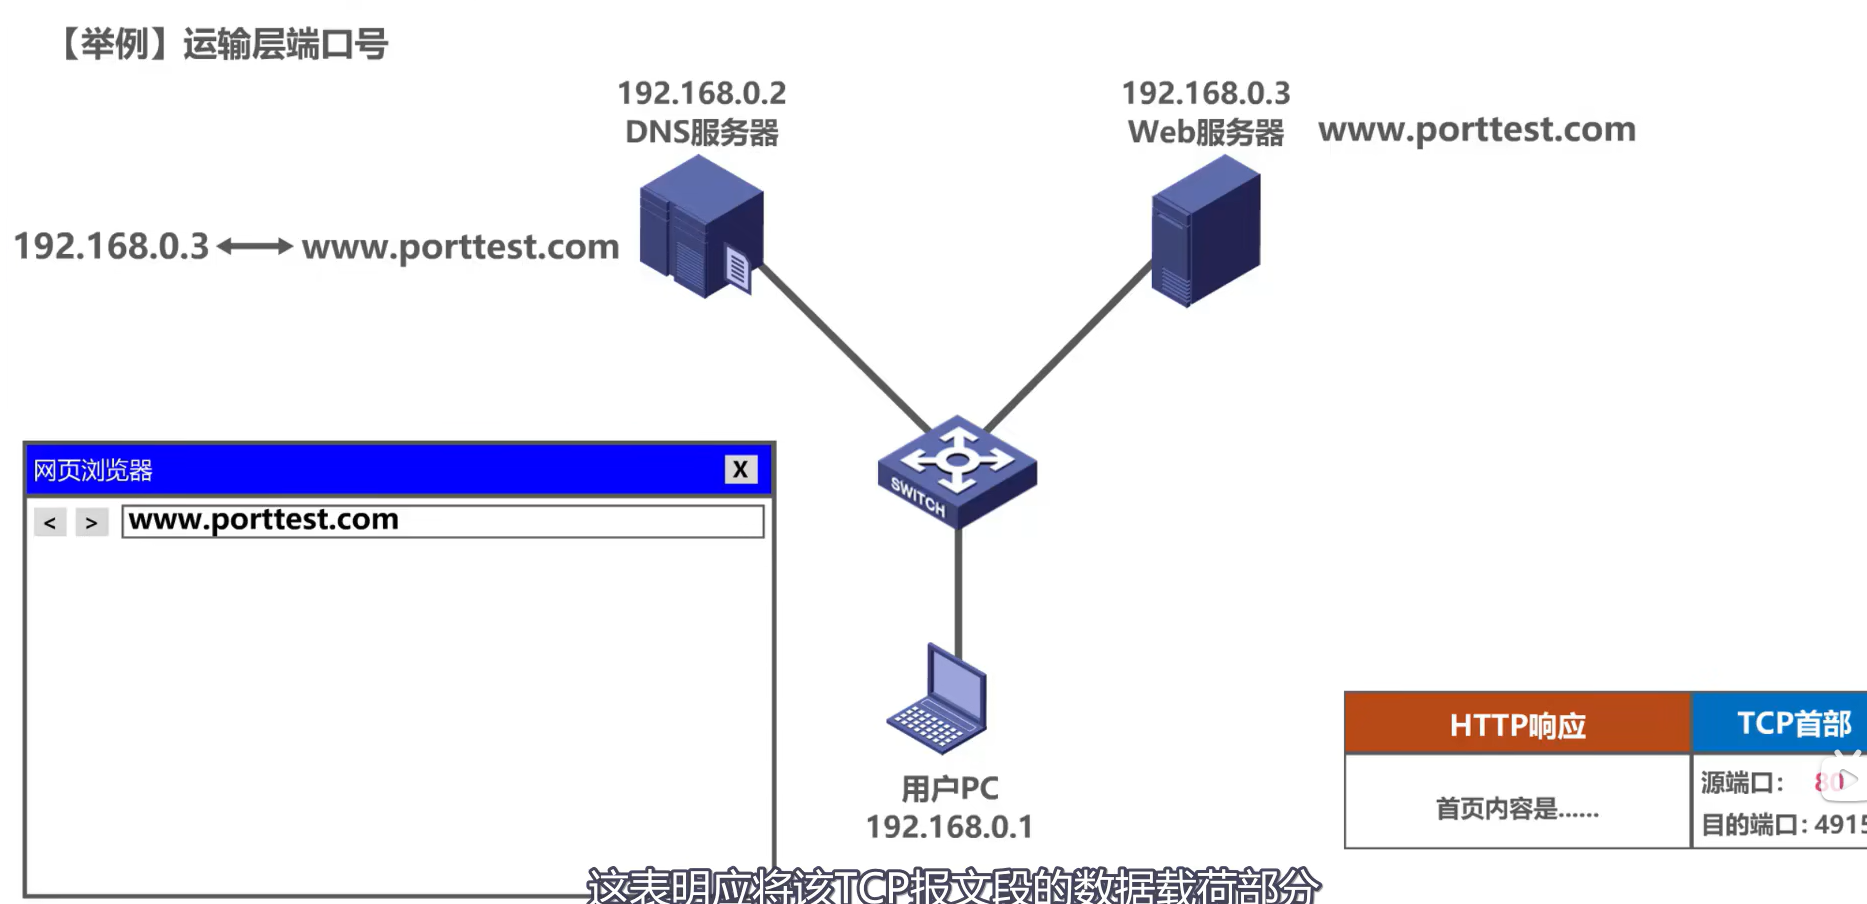 【举例】运输层端口号
192.168.0.2
DNS服务器
192.168.0.3
Web服务器
www.porttest.com
192.168.0.3
www.porttest.com
网页浏览器
X
<
>
www.porttest.com
SWITCH
用户PC
192.168.0.1
HTTP响应
TCP首部
首页内容是……
源端口： 80
目的端口：4915
这表明应将该TCP报文段的数据载荷部分